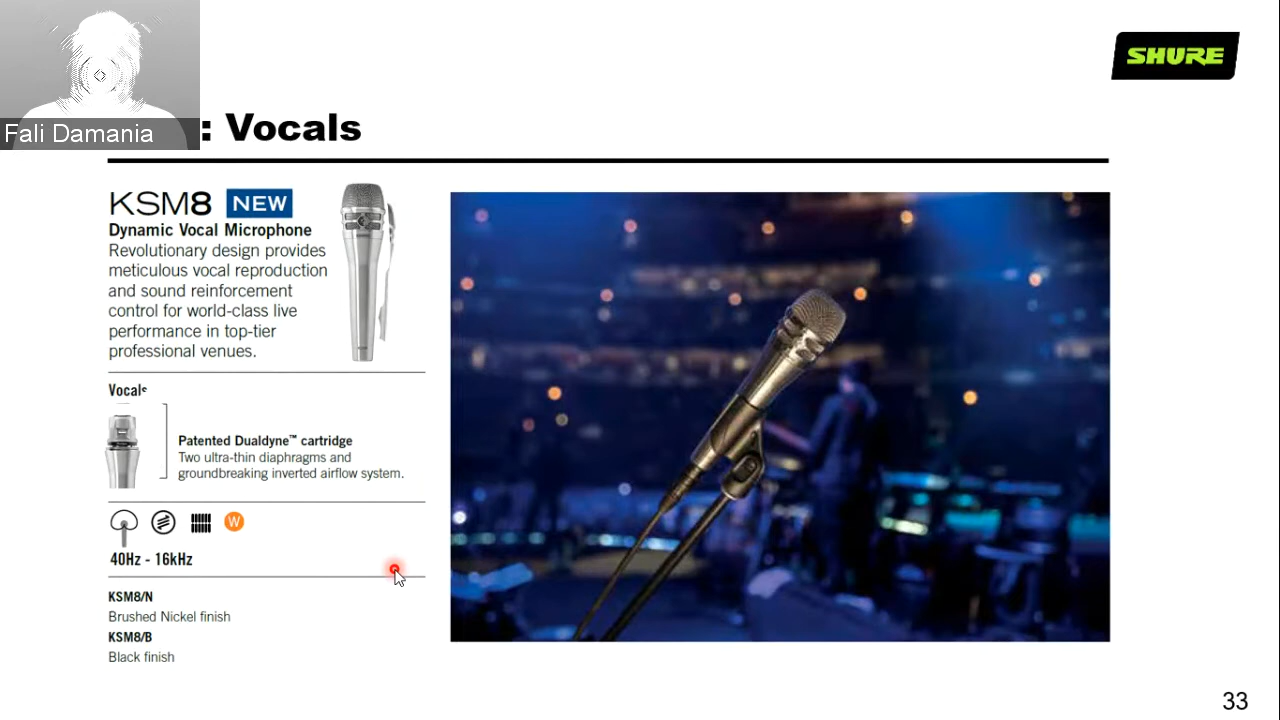 SHURE
Fali Damania
: Vocals
KSM8 NEW
Dynamic Vocal Microphone
Revolutionary design provides
meticulous vocal reproduction
and sound reinforcement
control for world-class live
performance in top-tier
professional venues.
Vocals
Patented Dualdyne™ cartridge
Two ultra-thin diaphragms and
groundbreaking inverted airflow system.
W
40Hz - 16kHz
KSM8/N
Brushed Nickel finish
KSM8/B
Black finish
33